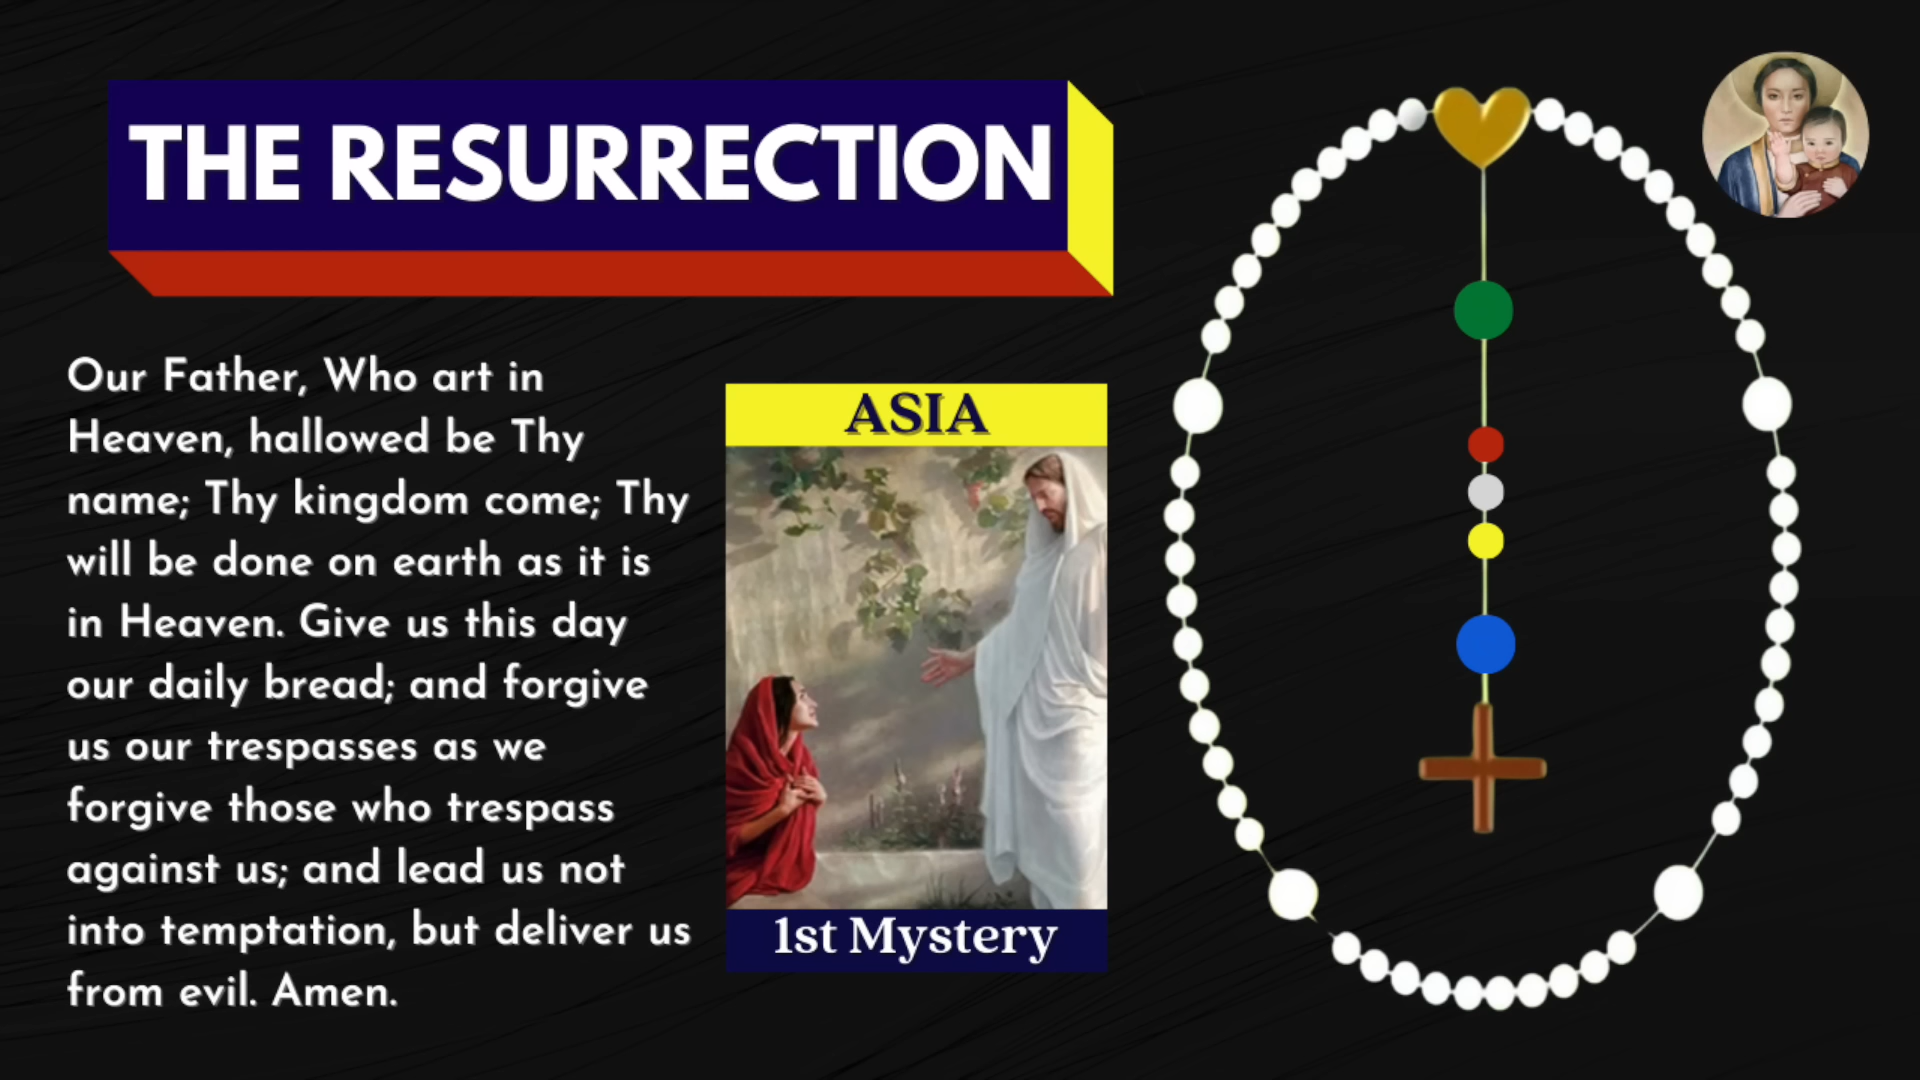 THE RESURRECTION
Our Father, Who art in
Heaven, hallowed be Thy
name; Thy kingdom come; Thy
will be done on earth as it is
in Heaven. Give us this day
our daily bread; and forgive
us our trespasses as we
forgive those who trespass
against us; and lead us not
into temptation, but deliver us
from evil. Amen.
ASIA
1st Mystery